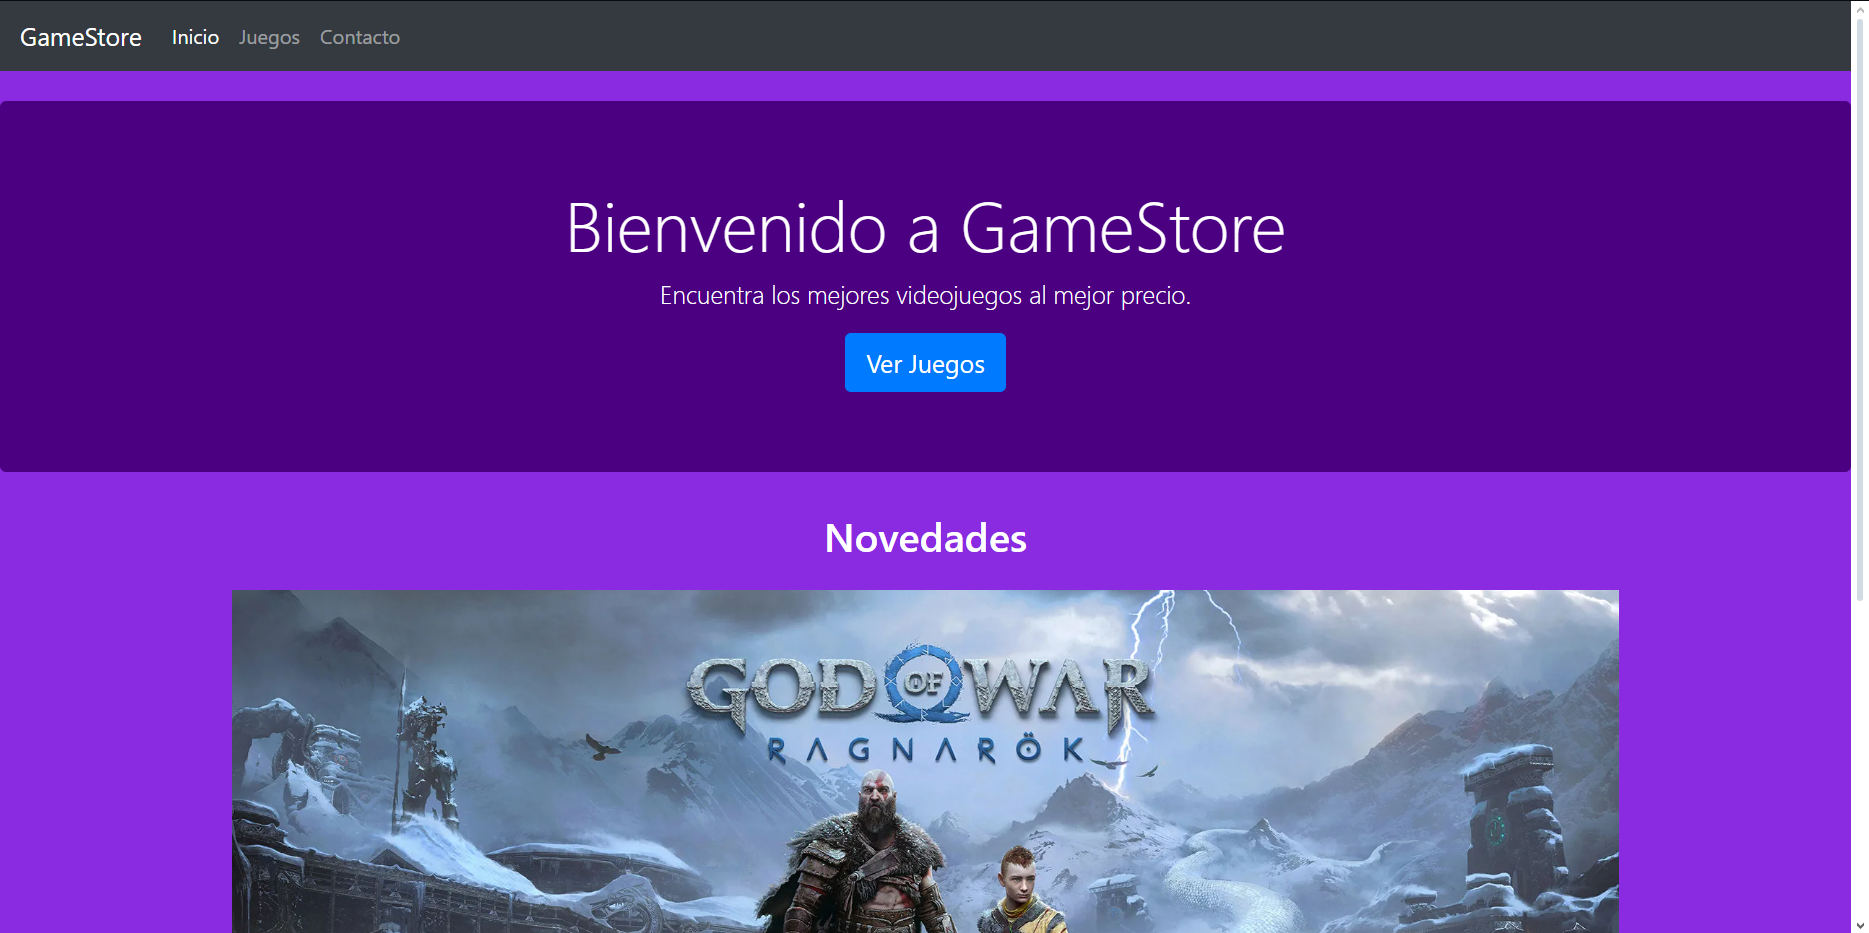 GameStore Inicio Juegos Contacto
Bienvenido a GameStore
Encuentra los mejores videojuegos al mejor precio.
Ver Juegos
Novedades
GOD OF WAR
RAGNARÖK